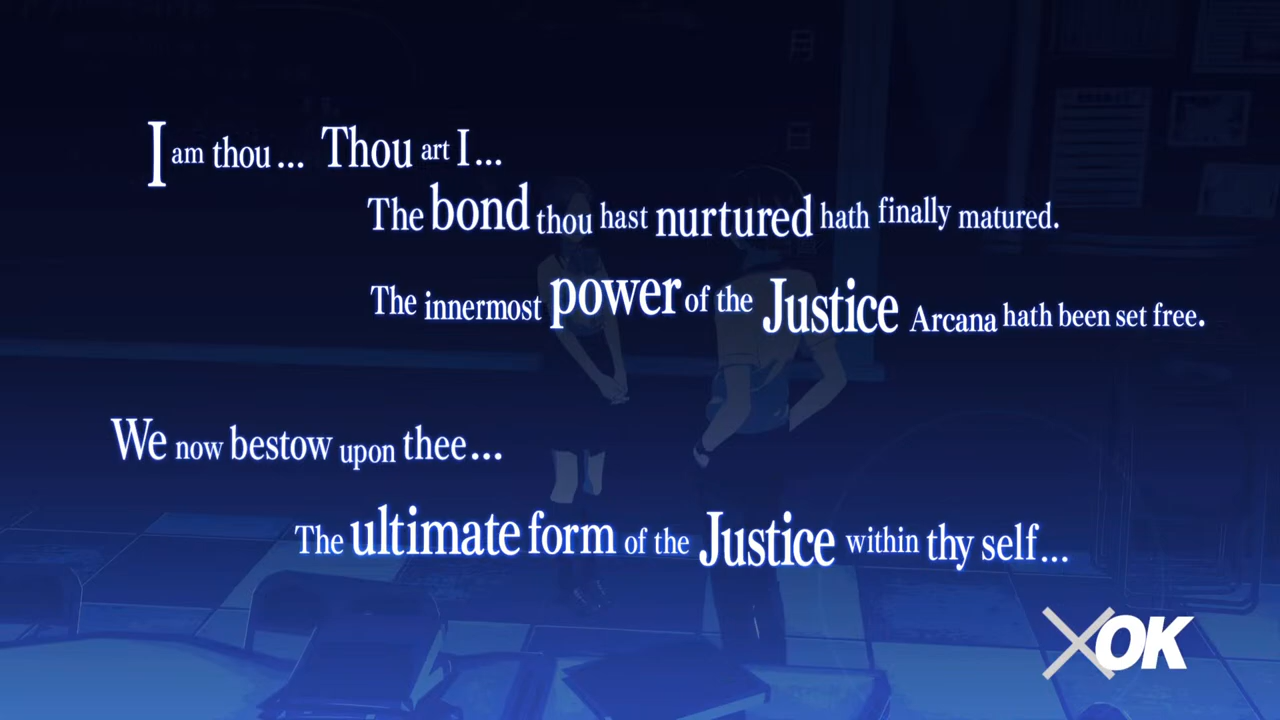 I am thou... Thou art I...
The bond thou hast nurtured hath finally matured.
The innermost power of the Justice Arcana hath been set free.
We now bestow upon thee...
The ultimate form of the Justice within thy self...
OK